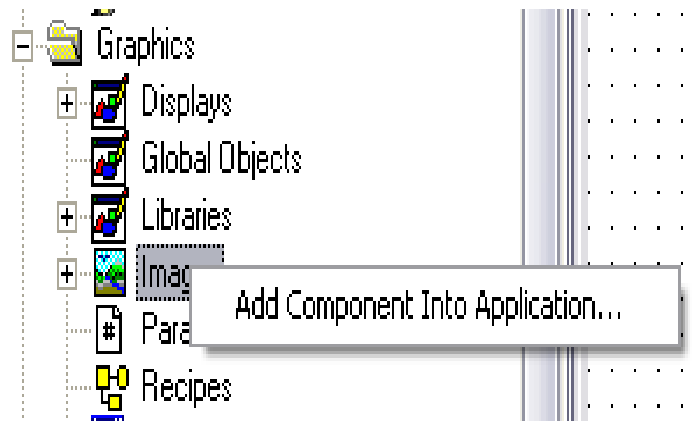 Graphics
Displays
Global Objects
Libraries
Add Component Into Application...
Recipes